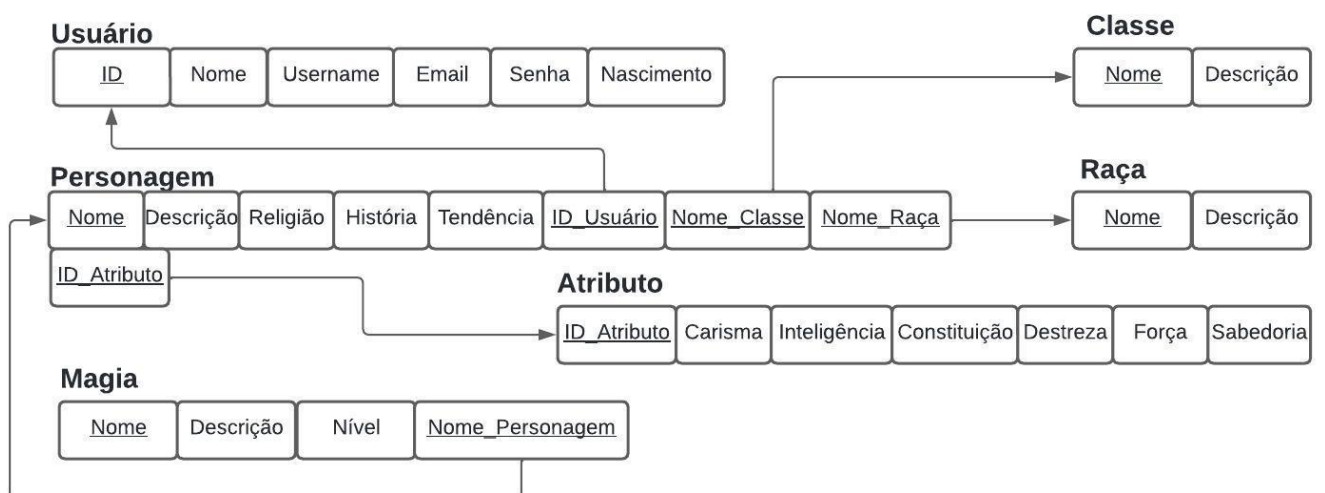 Usuário
ID Nome Username Email Senha Nascimento
Classe
Nome Descrição
Personagem
Nome Descrição Religião História Tendência ID_Usuário Nome_Classe Nome_Raça
ID_Atributo
Raça
Nome Descrição
Atributo
ID_Atributo Carisma Inteligência Constituição Destreza Força Sabedoria
Magia
Nome Descrição Nível Nome_Personagem